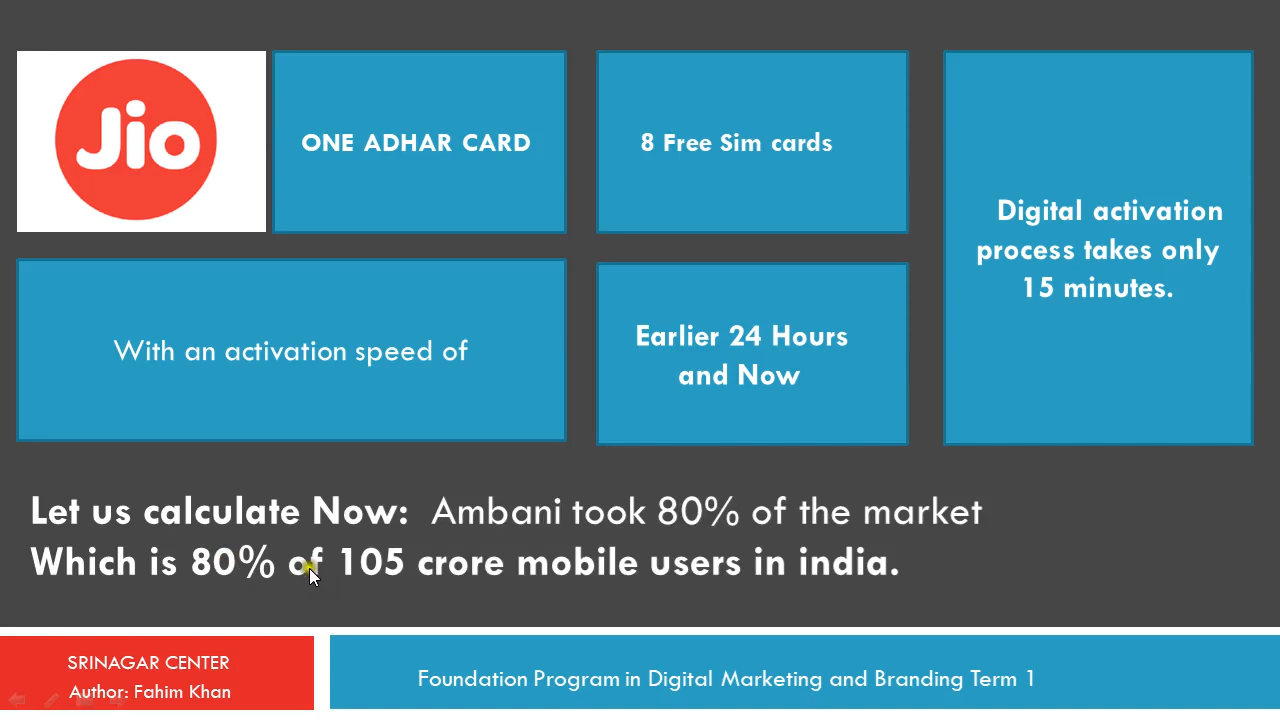 Jio
ONE ADHAR CARD
8 Free Sim cards
Digital activation
process takes only
15 minutes.
With an activation speed of
Earlier 24 Hours
and Now
Let us calculate Now: Ambani took 80% of the market
Which is 80% of 105 crore mobile users in india.
SRINAGAR CENTER
Author: Fahim Khan
Foundation Program in Digital Marketing and Branding Term 1